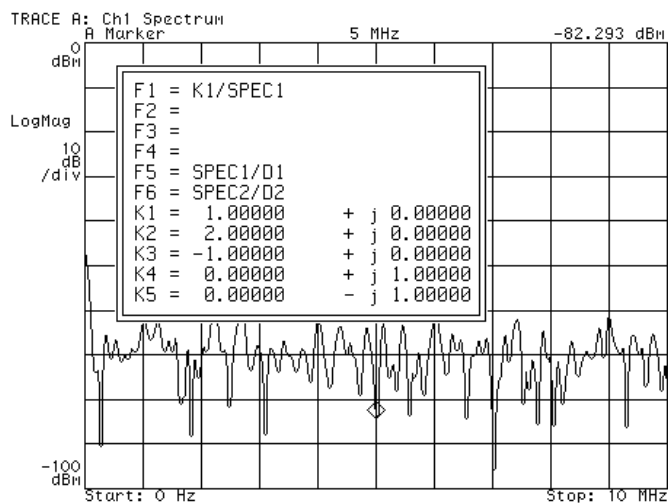 TRACE A: Ch1 Spectrum
A Marker 5 MHz -82.293 dBm
0
dBm
LogMag
10
dB
/div
F1 = K1/SPEC1
F2 =
F3 =
F4 =
F5 = SPEC1/D1
F6 = SPEC2/D2
K1 = 1.00000 + j 0.00000
K2 = 2.00000 + j 0.00000
K3 = -1.00000 + j 0.00000
K4 = 0.00000 + j 1.00000
K5 = 0.00000 - j 1.00000
-100
dBm
Start: 0 Hz Stop: 10 MHz